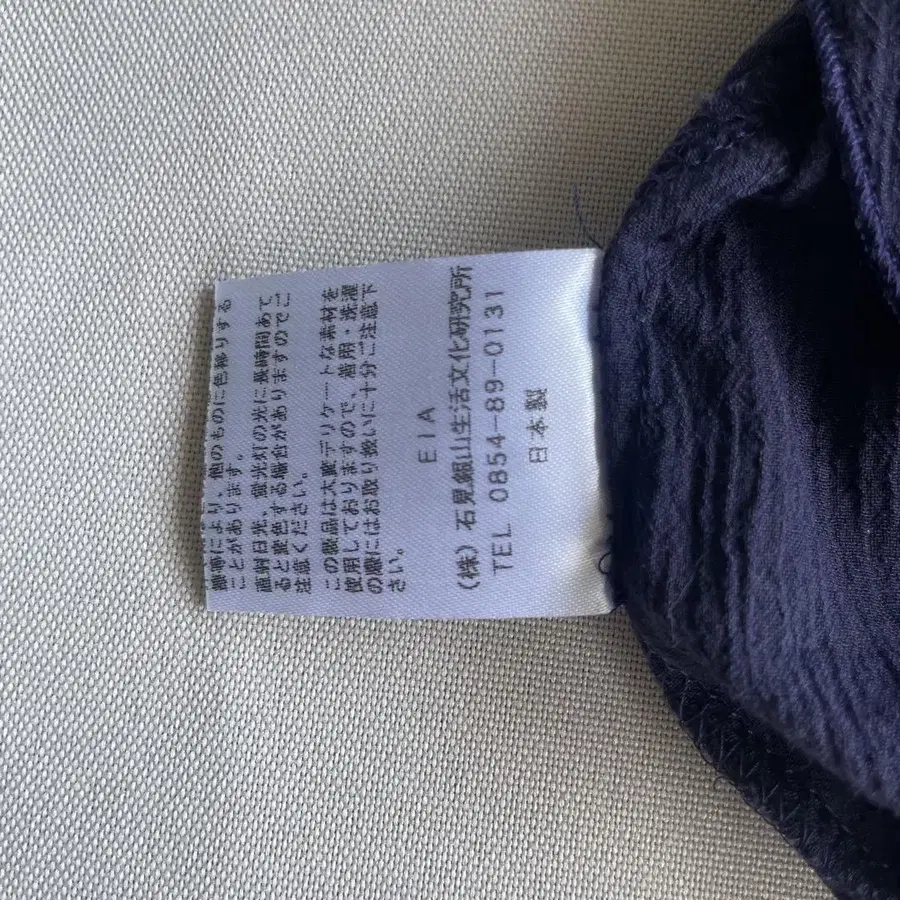 擦等により、他のものに色移りする
ことがあります。
直射日光、蛍光灯の光に長時間あて
ると変色する場合がありますのでご
注意ください。
この製品は大変デリケートな素材を
使用しておりますので、着用・洗濯
の際にはお取り扱いに十分ご注意下
さい。
EIA
(株)石見銀山生活文化研究所
TEL 0854-89-0131
日本製